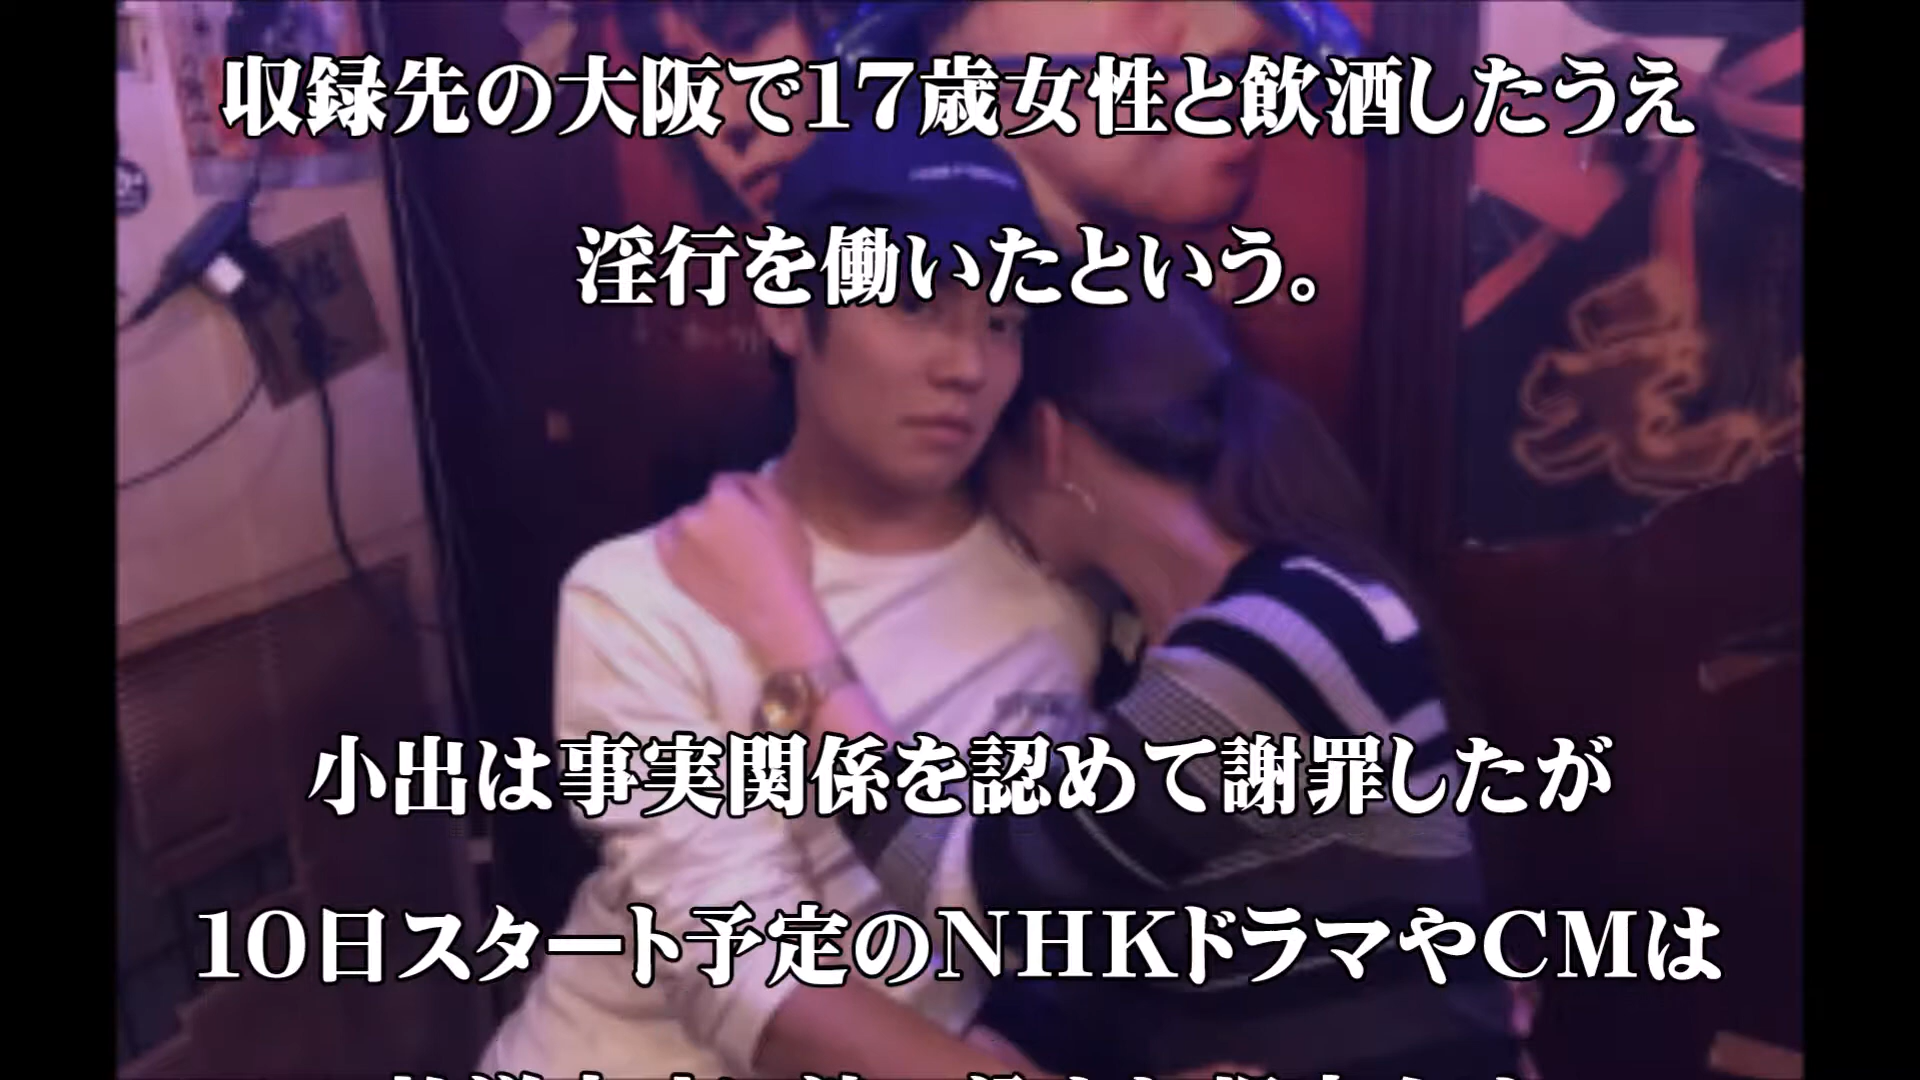 収録先の大阪で17歳女性と飲酒したうえ
淫行を働いたという。
小出は事実関係を認めて謝罪したが
10日スタート予定のNHKドラマやCMは